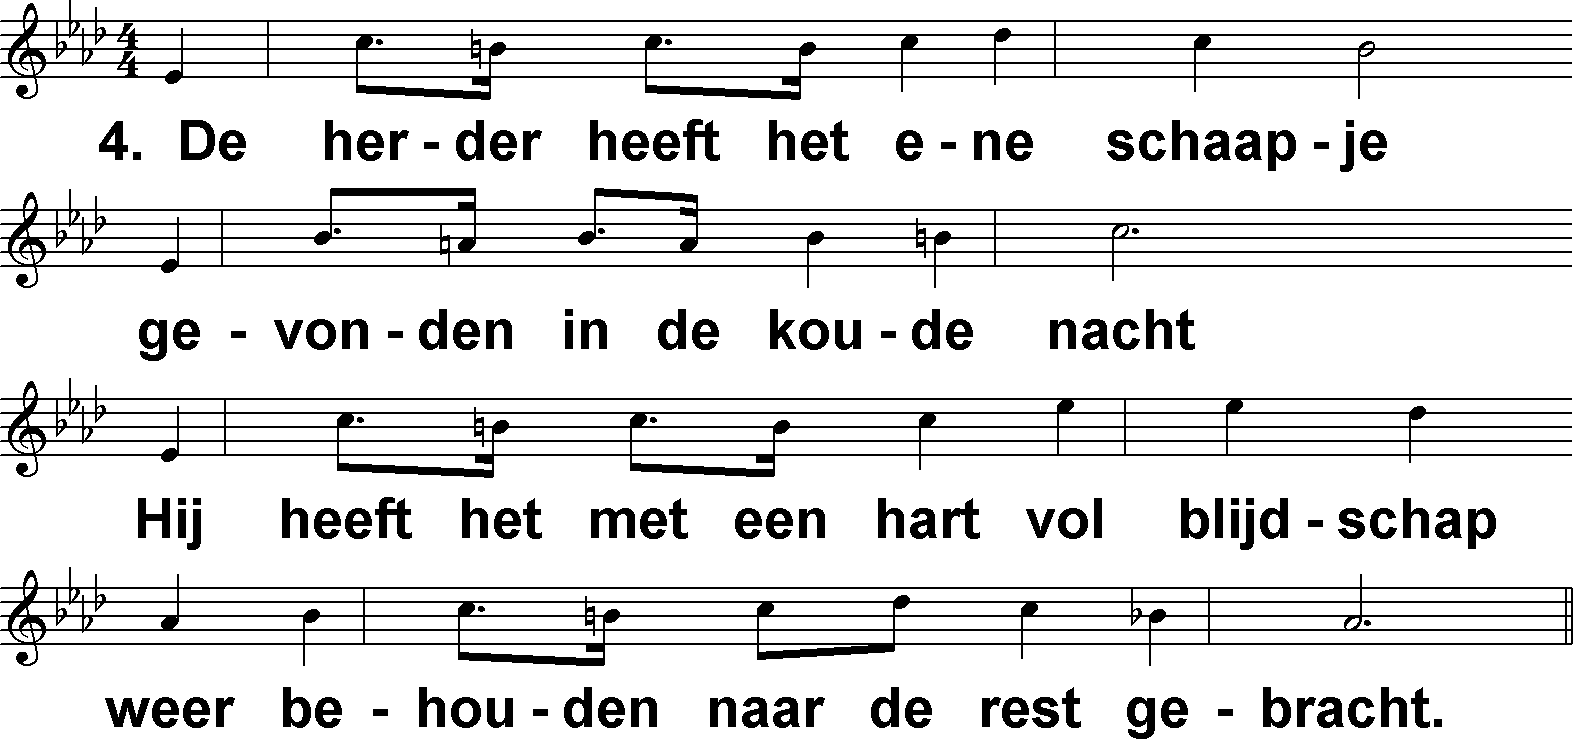 4. De her - der heeft het e - ne schaap - je
ge - von - den in de kou - de nacht
Hij heeft het met een hart vol blijd - schap
weer be - hou - den naar de rest ge - bracht.